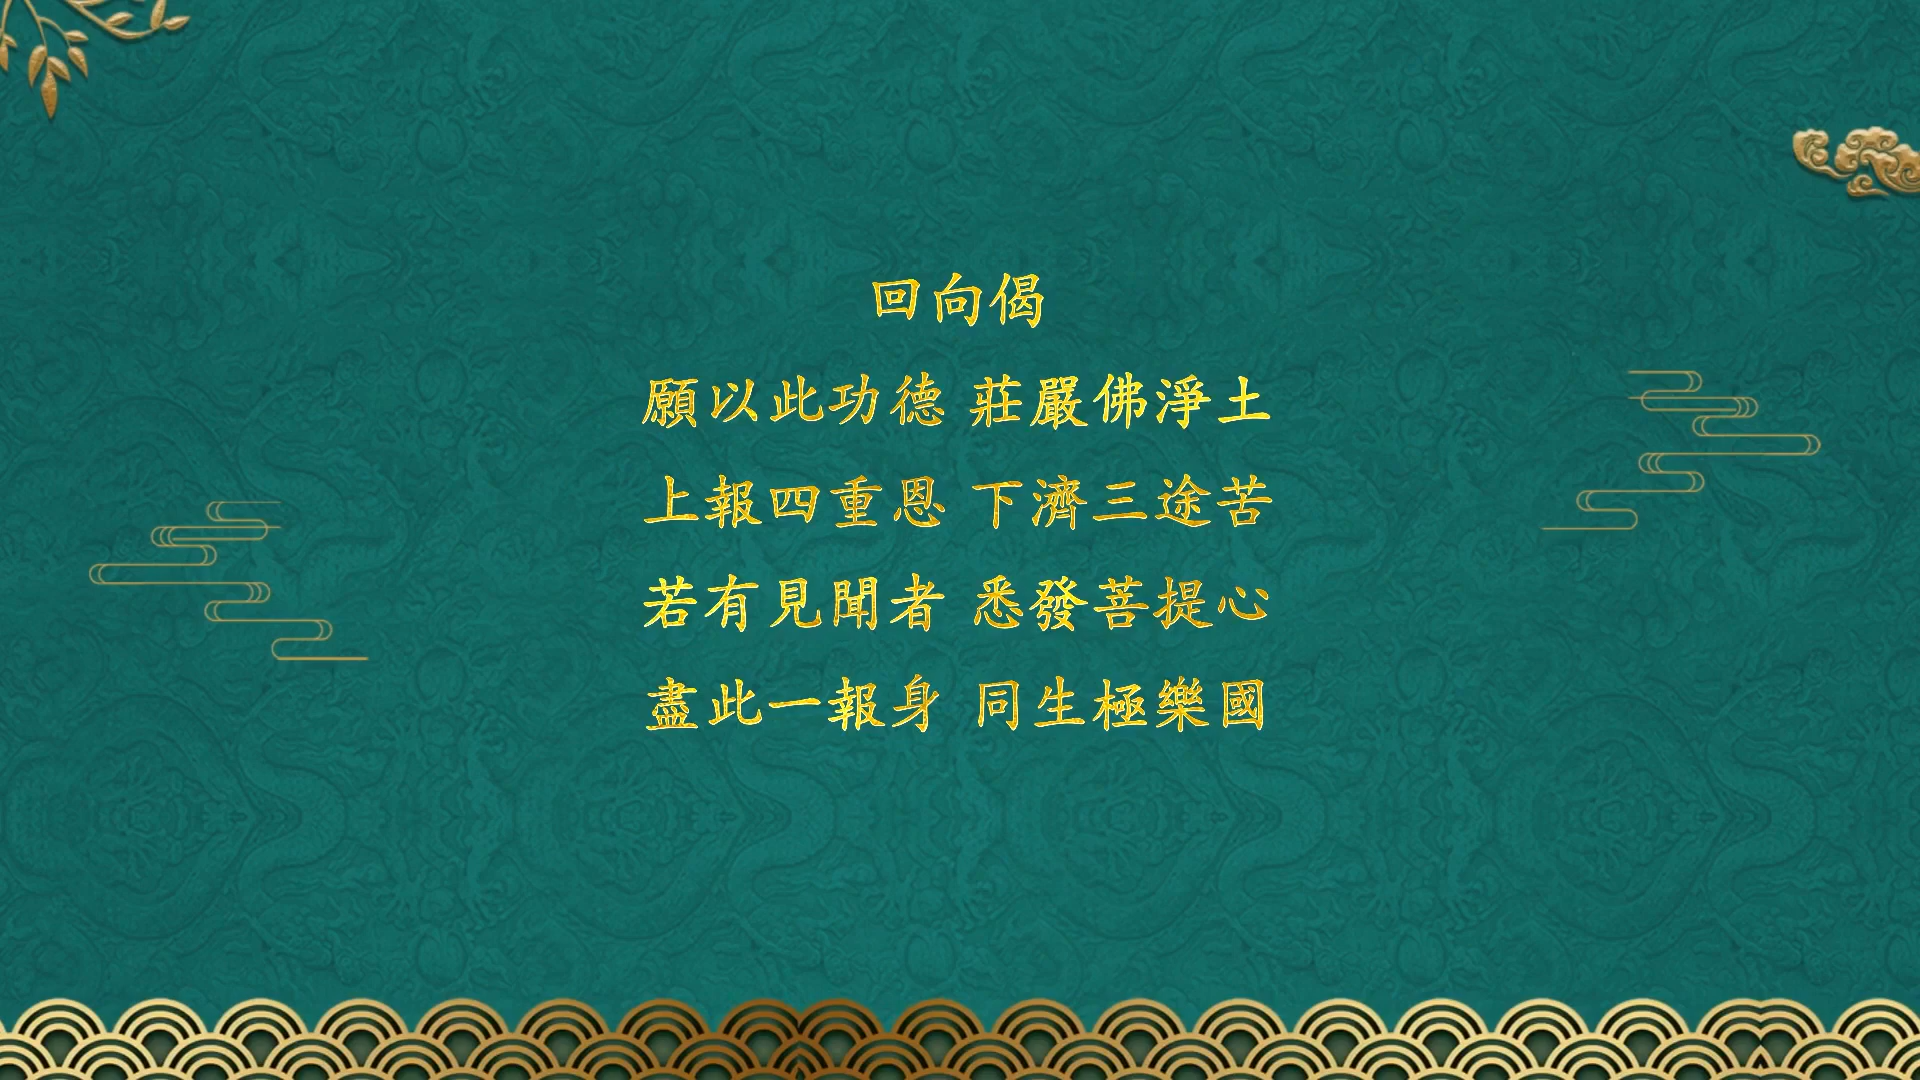 回向偈
願以此功德 莊嚴佛淨土
上報四重恩 下濟三途苦
若有見聞者 悉發菩提心
盡此一報身 同生極樂國